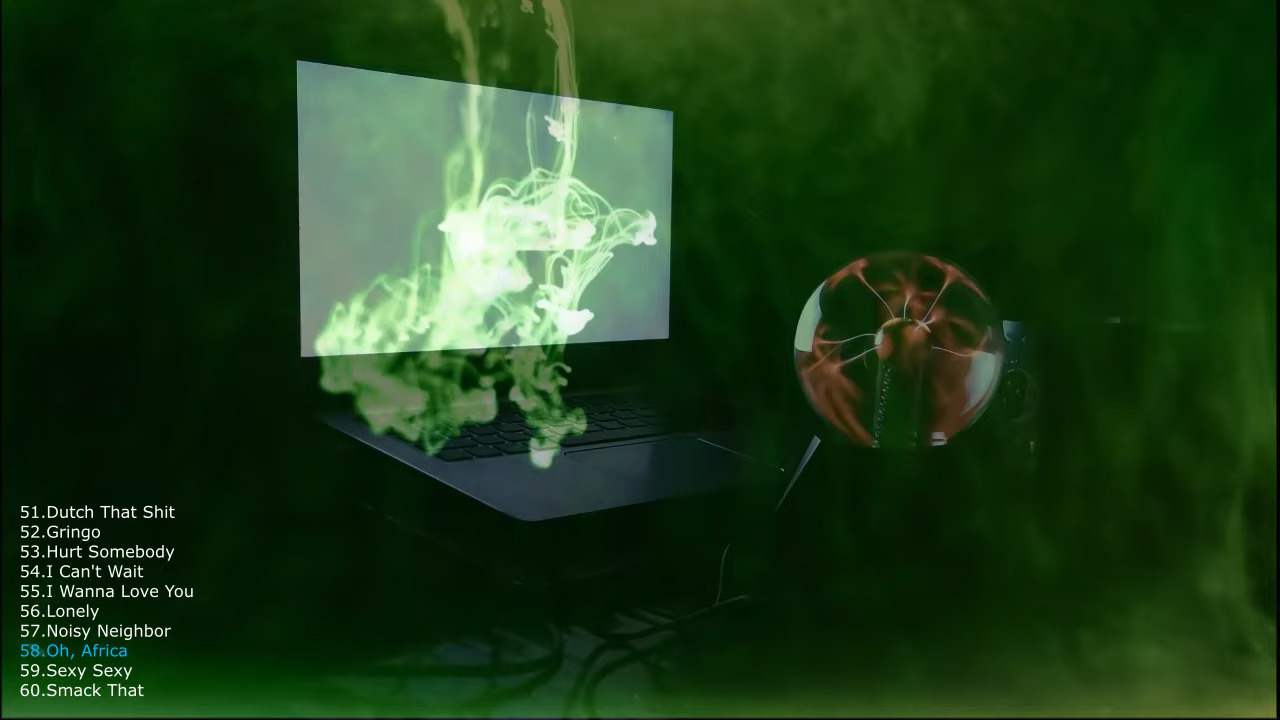 51.Dutch That Shit
52.Gringo
53.Hurt Somebody
54.I Can't Wait
55.I Wanna Love You
56.Lonely
57.Noisy Neighbor
58.Oh, Africa
59.Sexy Sexy
60.Smack That